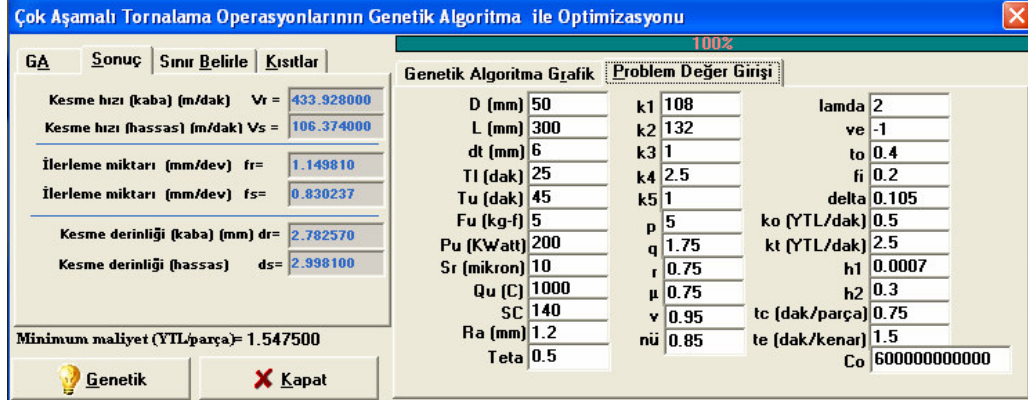 Çok Aşamalı Tornalama Operasyonlarının Genetik Algoritma ile Optimizasyonu
GA Sonuç Sınır Belirle Kısıtlar
Kesme hızı (kaba) (m/dak) Vr = 433.928000
Kesme hızı (hassas) (m/dak) Vs = 106.374000
İlerleme miktarı (mm/dev) fr= 1.149810
İlerleme miktarı (mm/dev) fs= 0.830237
Kesme derinliği (kaba) (mm) dr= 2.782570
Kesme derinliği (hassas) ds= 2.998100
Minimum maliyet (YTL/parça)= 1.547500
Genetik Kapat
100%
Genetik Algoritma Grafik Problem Değer Girişi
D (mm) 50
L (mm) 300
dt (mm) 6
Tl (dak) 25
Tu (dak) 45
Fu (kg-f) 5
Pu (KWatt) 200
Sr (mikron) 10
Qu (C) 1000
SC 140
Ra (mm) 1.2
Teta 0.5
k1 108
k2 132
k3 1
k4 2.5
k5 1
p 5
q 1.75
r 0.75
µ 0.75
v 0.95
nü 0.85
lamda 2
ve -1
to 0.4
fi 0.2
delta 0.105
ko (YTL/dak) 0.5
kt (YTL/dak) 2.5
h1 0.0007
h2 0.3
tc (dak/parça) 0.75
te (dak/kenar) 1.5
Co 600000000000